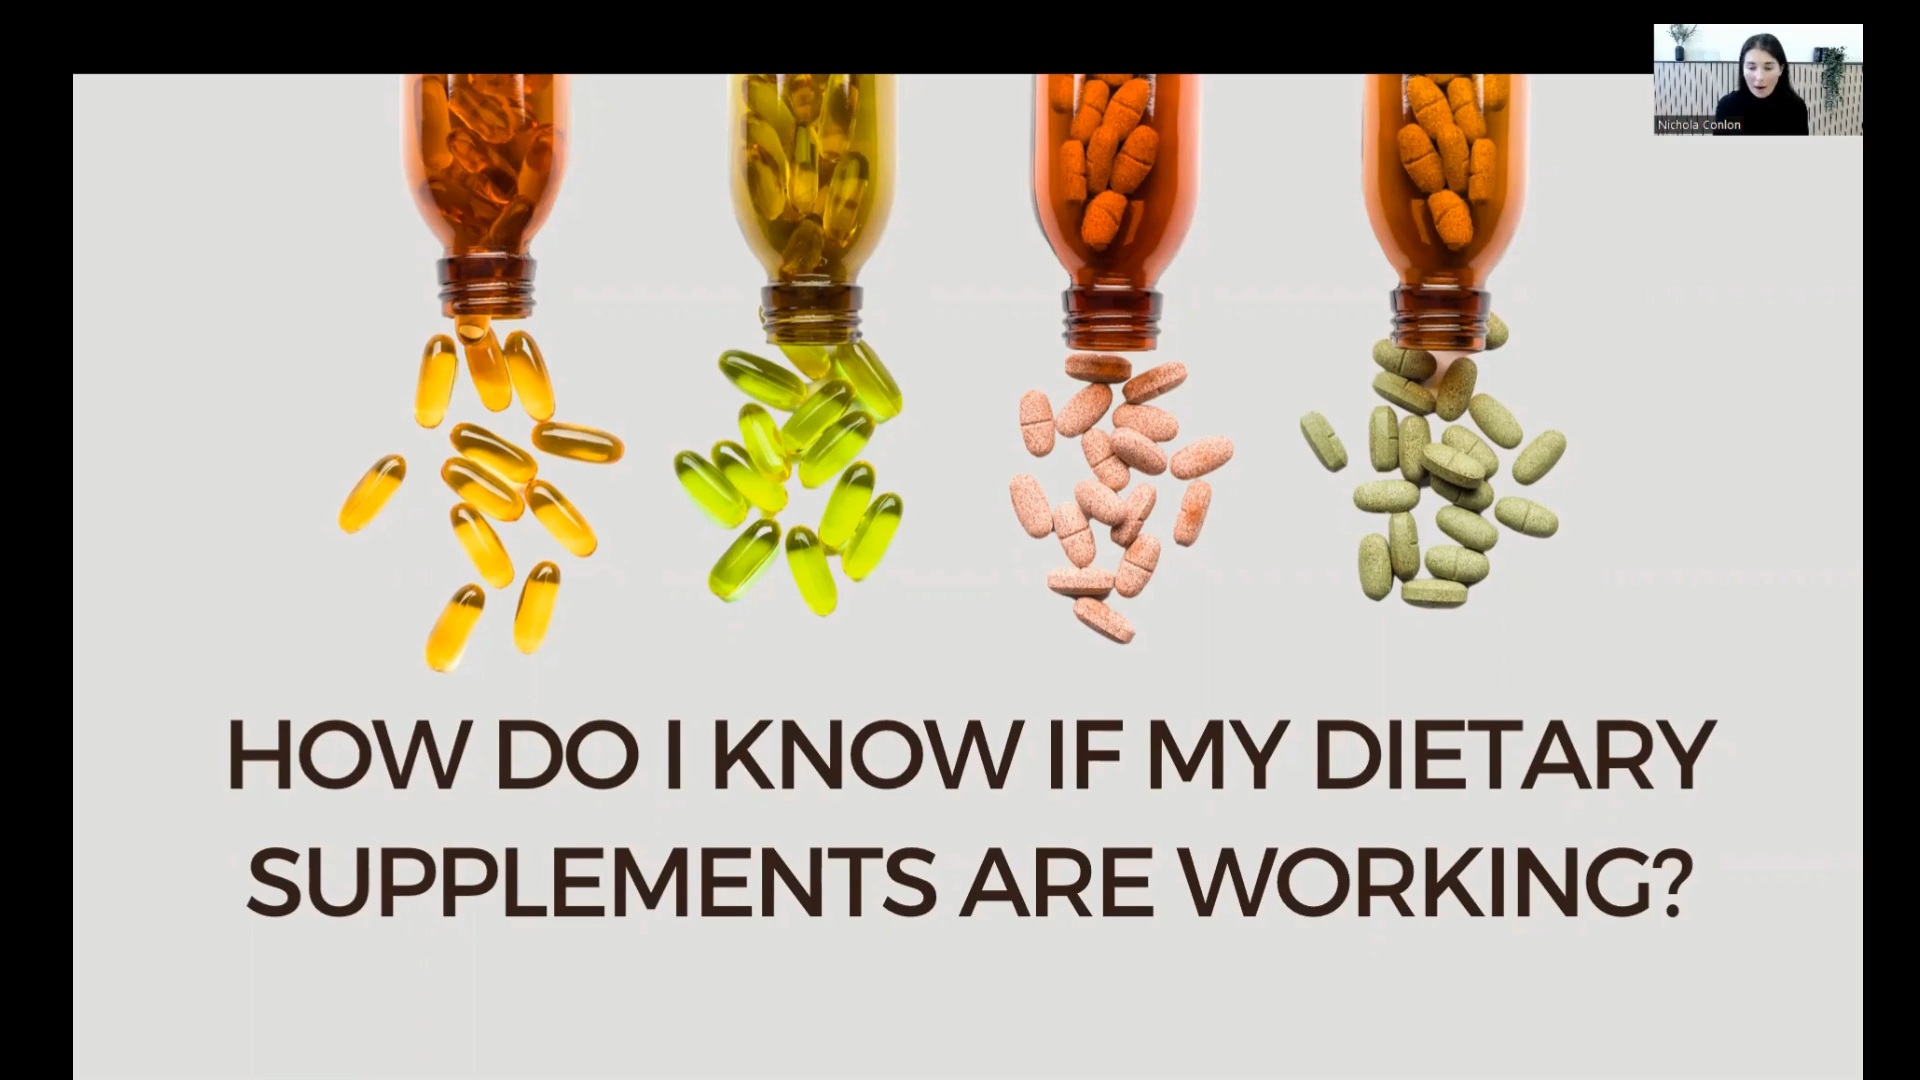 Nichola Conlon
HOW DO I KNOW IF MY DIETARY
SUPPLEMENTS ARE WORKING?